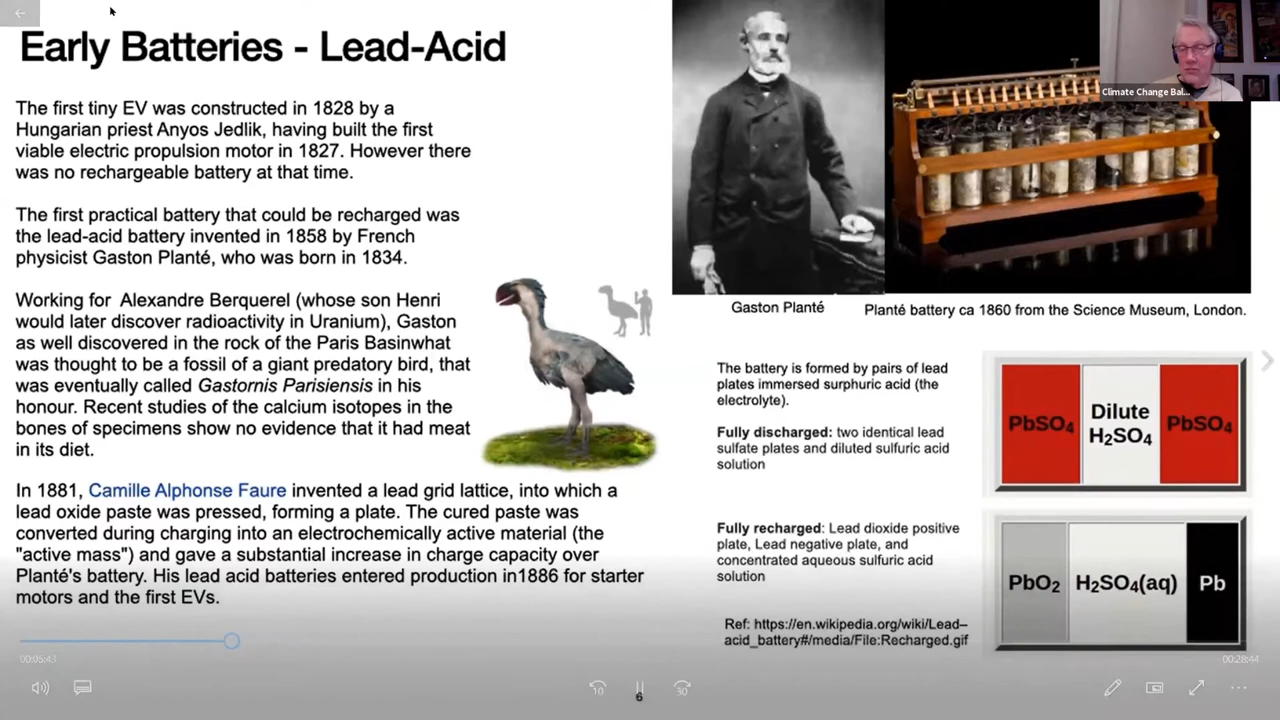 Early Batteries - Lead-Acid
The first tiny EV was constructed in 1828 by a
Hungarian priest Anyos Jedlik, having built the first
viable electric propulsion motor in 1827. However there
was no rechargeable battery at that time.
The first practical battery that could be recharged was
the lead-acid battery invented in 1858 by French
physicist Gaston Planté, who was born in 1834.
Working for Alexandre Berquerel (whose son Henri
would later discover radioactivity in Uranium), Gaston
as well discovered in the rock of the Paris Basinwhat
was thought to be a fossil of a giant predatory bird, that
was eventually called Gastornis Parisiensis in his
honour. Recent studies of the calcium isotopes in the
bones of specimens show no evidence that it had meat
in its diet.
In 1881, Camille Alphonse Faure invented a lead grid lattice, into which a
lead oxide paste was pressed, forming a plate. The cured paste was
converted during charging into an electrochemically active material (the
"active mass") and gave a substantial increase in charge capacity over
Planté's battery. His lead acid batteries entered production in1886 for starter
motors and the first EVs.
Climate Change Bal...
Gaston Planté
Planté battery ca 1860 from the Science Museum, London.
The battery is formed by pairs of lead
plates immersed surphuric acid (the
electrolyte).
Fully discharged: two identical lead
sulfate plates and diluted sulfuric acid
solution
PbSO4
Dilute
H2SO4
PbSO4
Fully recharged: Lead dioxide positive
plate, Lead negative plate, and
concentrated aqueous sulfuric acid
solution
PbO2
H2SO4(aq)
Pb
Ref: https://en.wikipedia.org/wiki/Lead–
acid_battery#/media/File:Recharged.gif
00:05:43
00:28:44
10
30
6